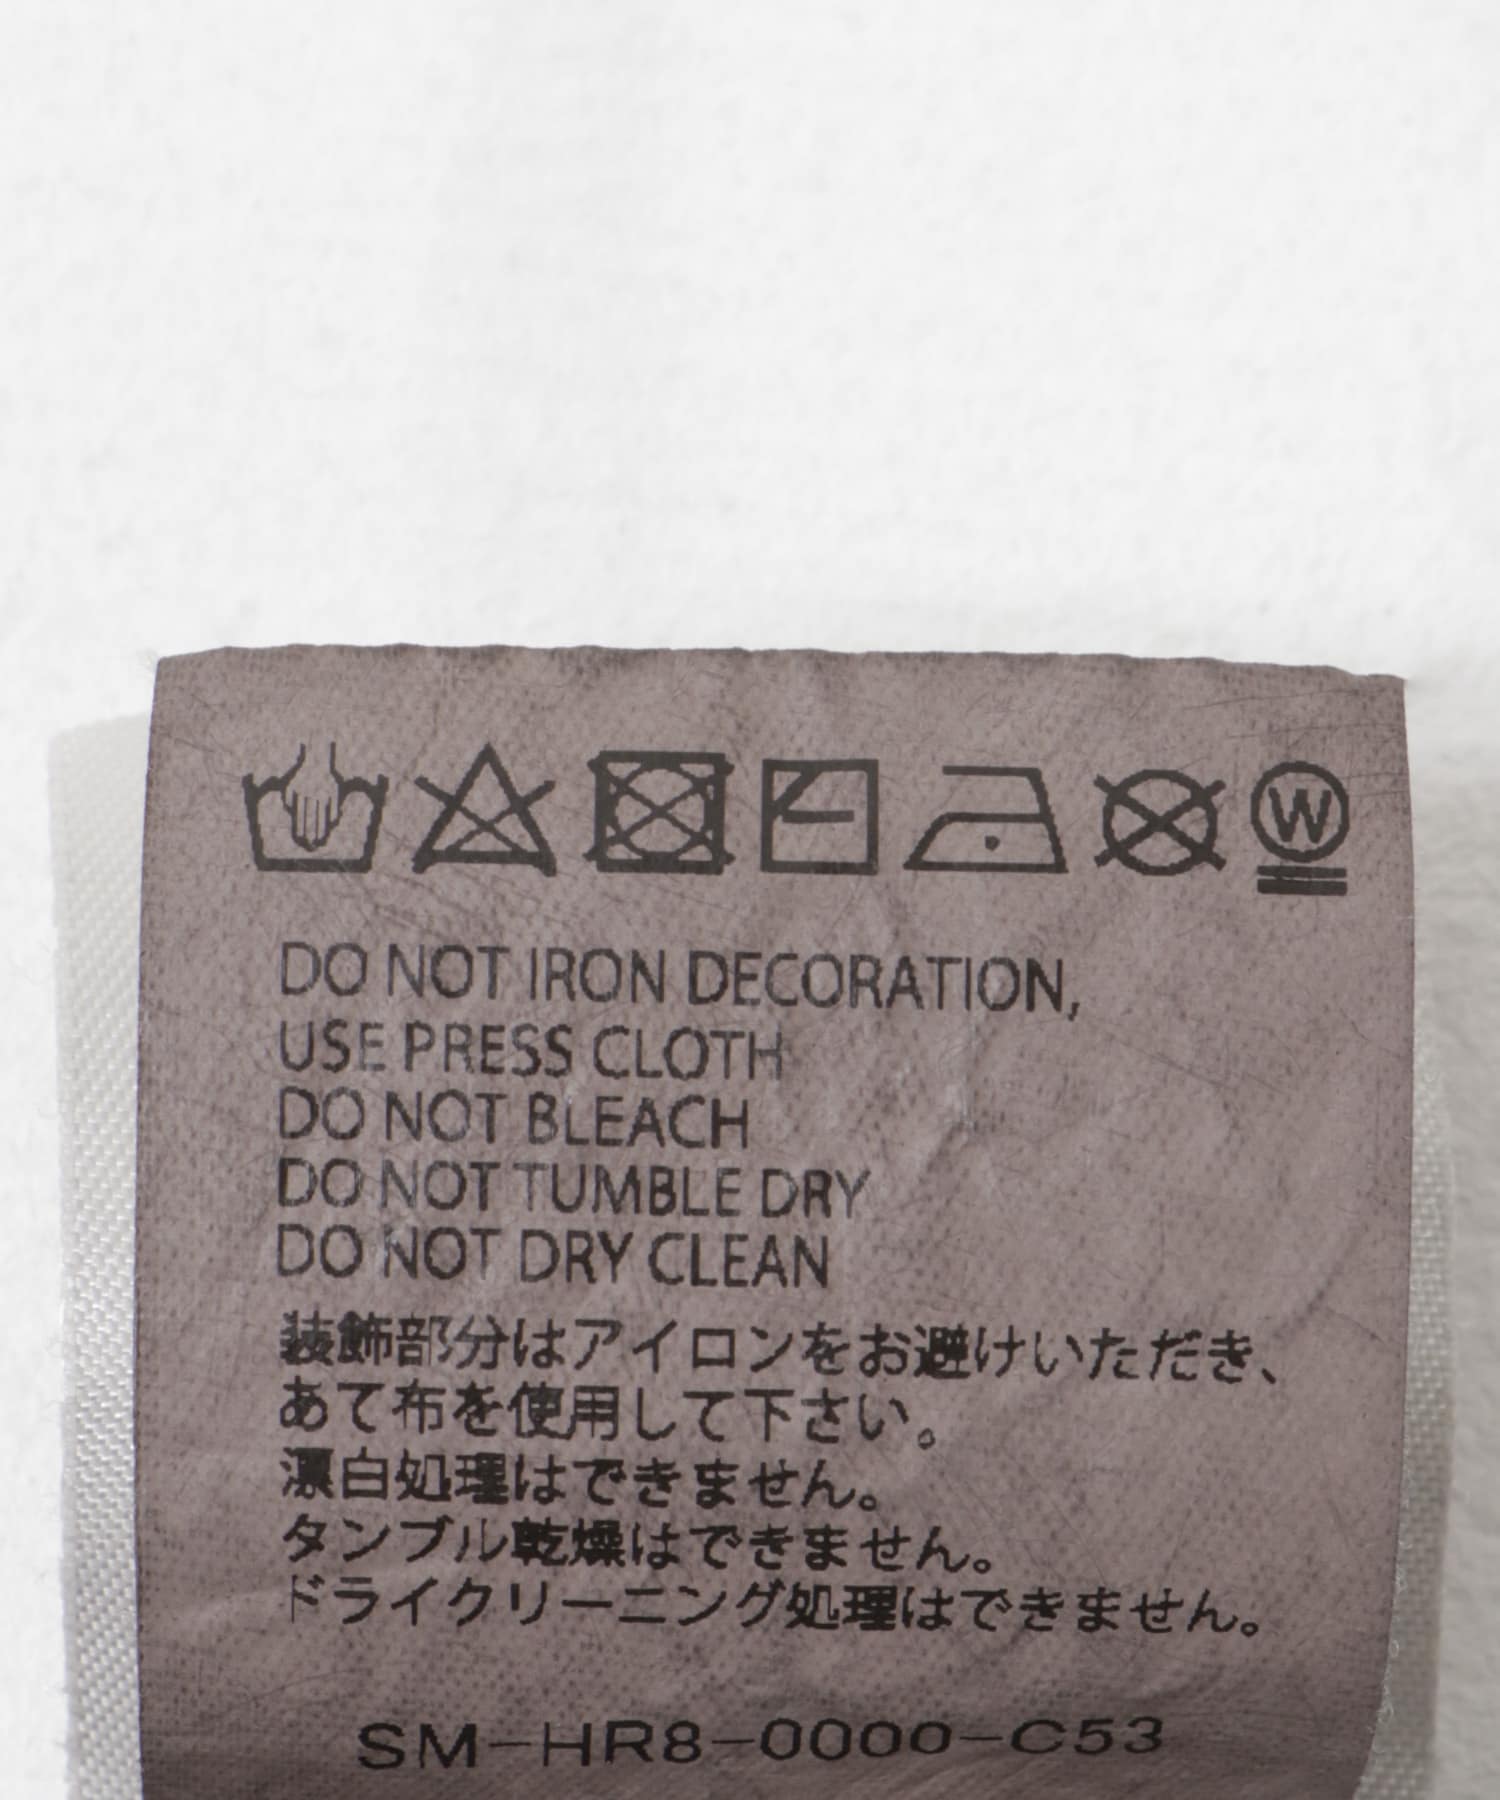 W
DO NOT IRON DECORATION,
USE PRESS CLOTH
DO NOT BLEACH
DO NOT TUMBLE DRY
DO NOT DRY CLEAN
装飾部分はアイロンをお避けいただき、
あて布を使用して下さい。
漂白処理はできません。
タンブル乾燥はできません。
ドライクリーニング処理はできません。
SM-HR8-0000-C53